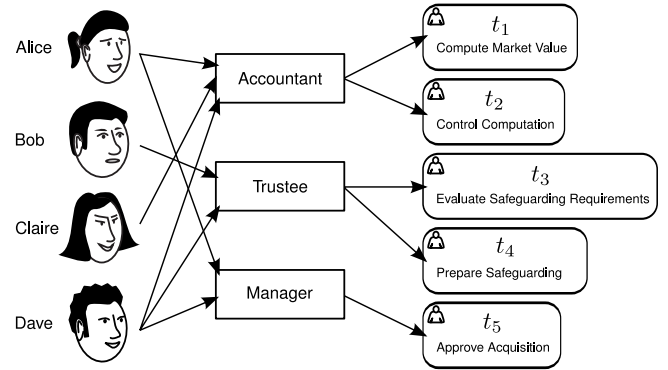 Alice
Bob
Claire
Dave
Accountant
Trustee
Manager
t1
Compute Market Value
t2
Control Computation
t3
Evaluate Safeguarding Requirements
t4
Prepare Safeguarding
t5
Approve Acquisition